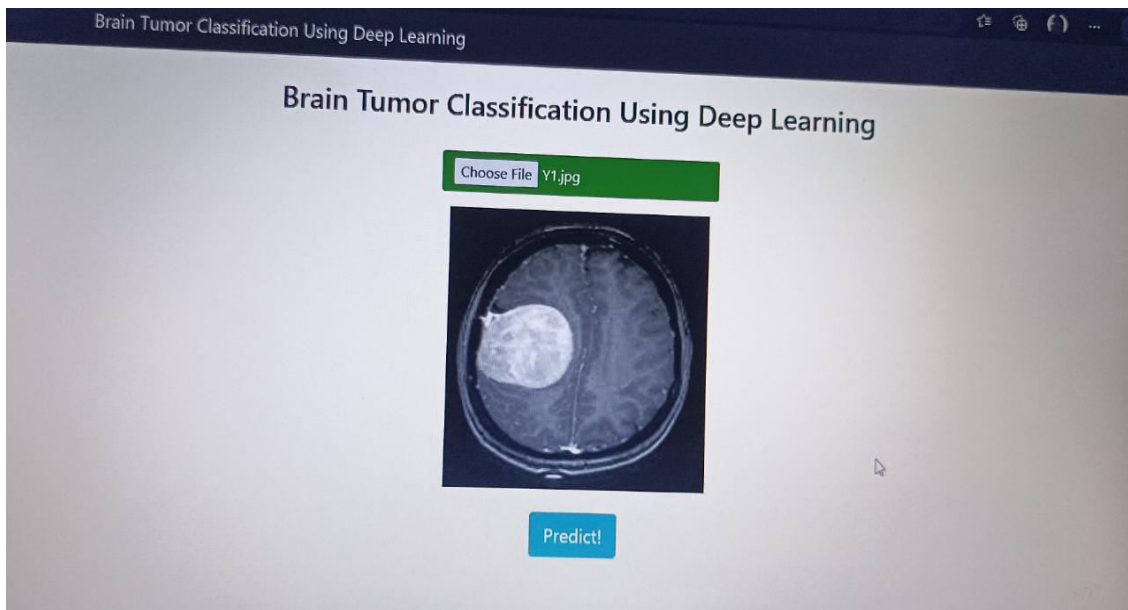 Brain Tumor Classification Using Deep Learning
Brain Tumor Classification Using Deep Learning
Choose File Y1.jpg
Predict!